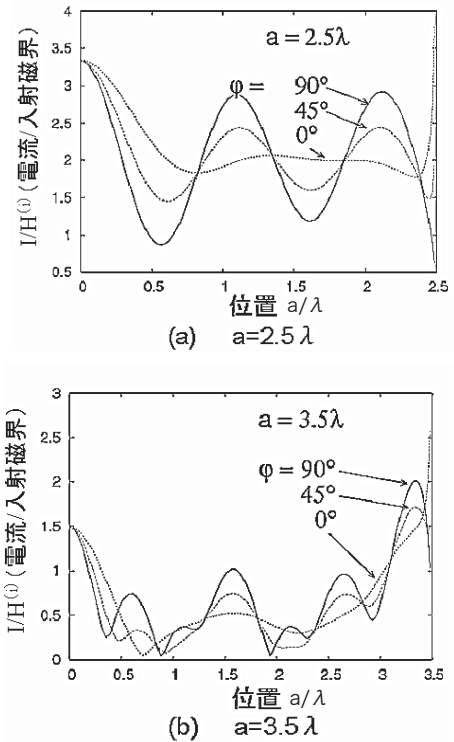 I/H⁽ⁱ⁾ (電流/入射磁界)
4
3.5
3
2.5
2
1.5
1
0.5
a = 2.5λ
φ = 90°
45°
0°
0 0.5 1 1.5 2 2.5
位置 a/λ
(a) a=2.5λ
I/H⁽ⁱ⁾ (電流/入射磁界)
3
2.5
2
1.5
1
0.5
0
a = 3.5λ
φ = 90°
45°
0°
0 0.5 1 1.5 2 2.5 3 3.5
位置 a/λ
(b) a=3.5λ